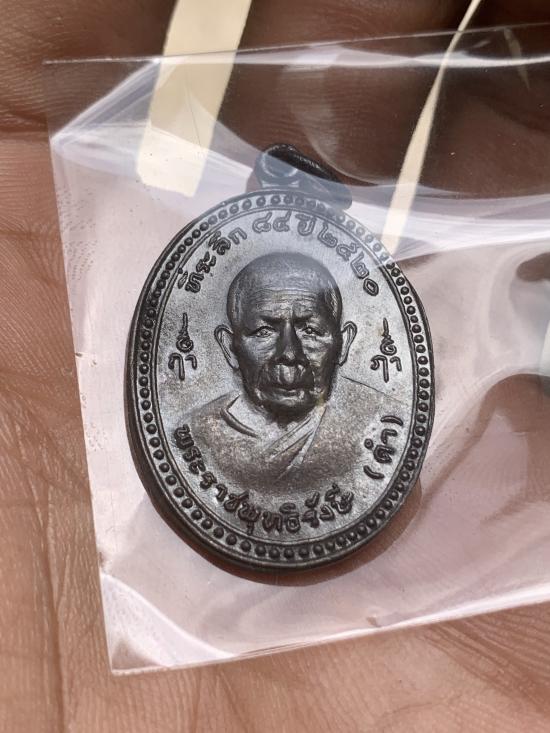 ที่ระลึก ๘๔ ปี ๒๕๒๐
พระราชพุทธิรังษี (ดำ)